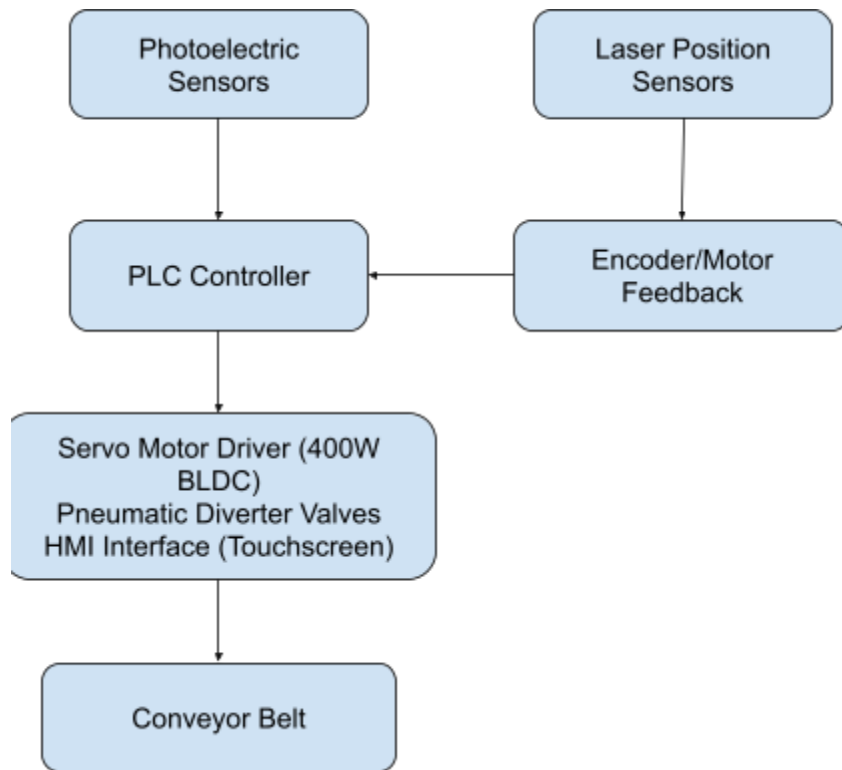 Photoelectric
Sensors
Laser Position
Sensors
PLC Controller
Encoder/Motor
Feedback
Servo Motor Driver (400W
BLDC)
Pneumatic Diverter Valves
HMI Interface (Touchscreen)
Conveyor Belt